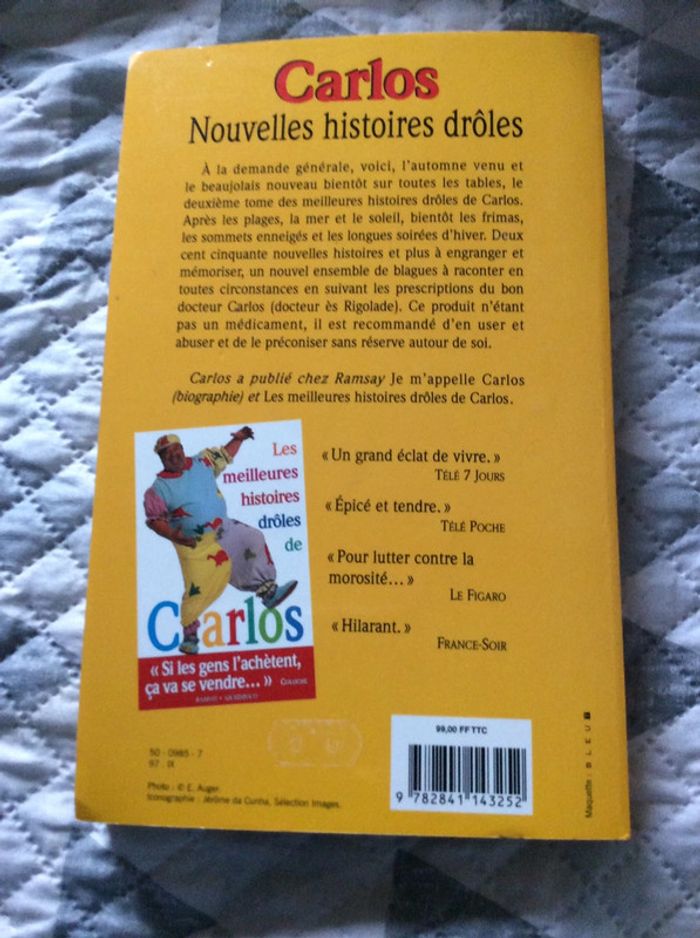 Carlos
Nouvelles histoires drôles
À la demande générale, voici, l'automne venu et
le beaujolais nouveau bientôt sur toutes les tables, le
deuxième tome des meilleures histoires drôles de Carlos.
Après les plages, la mer et le soleil, bientôt les frimas,
les sommets enneigés et les longues soirées d'hiver. Deux
cent cinquante nouvelles histoires et plus à engranger et
mémoriser, un nouvel ensemble de blagues à raconter en
toutes circonstances en suivant les prescriptions du bon
docteur Carlos (docteur ès Rigolade). Ce produit n'étant
pas un médicament, il est recommandé d'en user et
abuser et de le préconiser sans réserve autour de soi.
Carlos a publié chez Ramsay Je m'appelle Carlos
(biographie) et Les meilleures histoires drôles de Carlos.
Les
meilleures
histoires
drôles
de
Carlos
« Si les gens l'achètent,
ça va se vendre... » COLUCHE
« Un grand éclat de vivre. »
TÉLÉ 7 JOURS
« Épicé et tendre. »
TÉLÉ POCHE
« Pour lutter contre la
morosité... »
LE FIGARO
« Hilarant. »
FRANCE-SOIR
50 - 0985 - 7
97 . IX
Photo : © E. Auger.
Iconographie : Jérôme da Cunha, Sélection Images.
99,00 FF TTC
9 782841 143252
Maquette : BLEU T